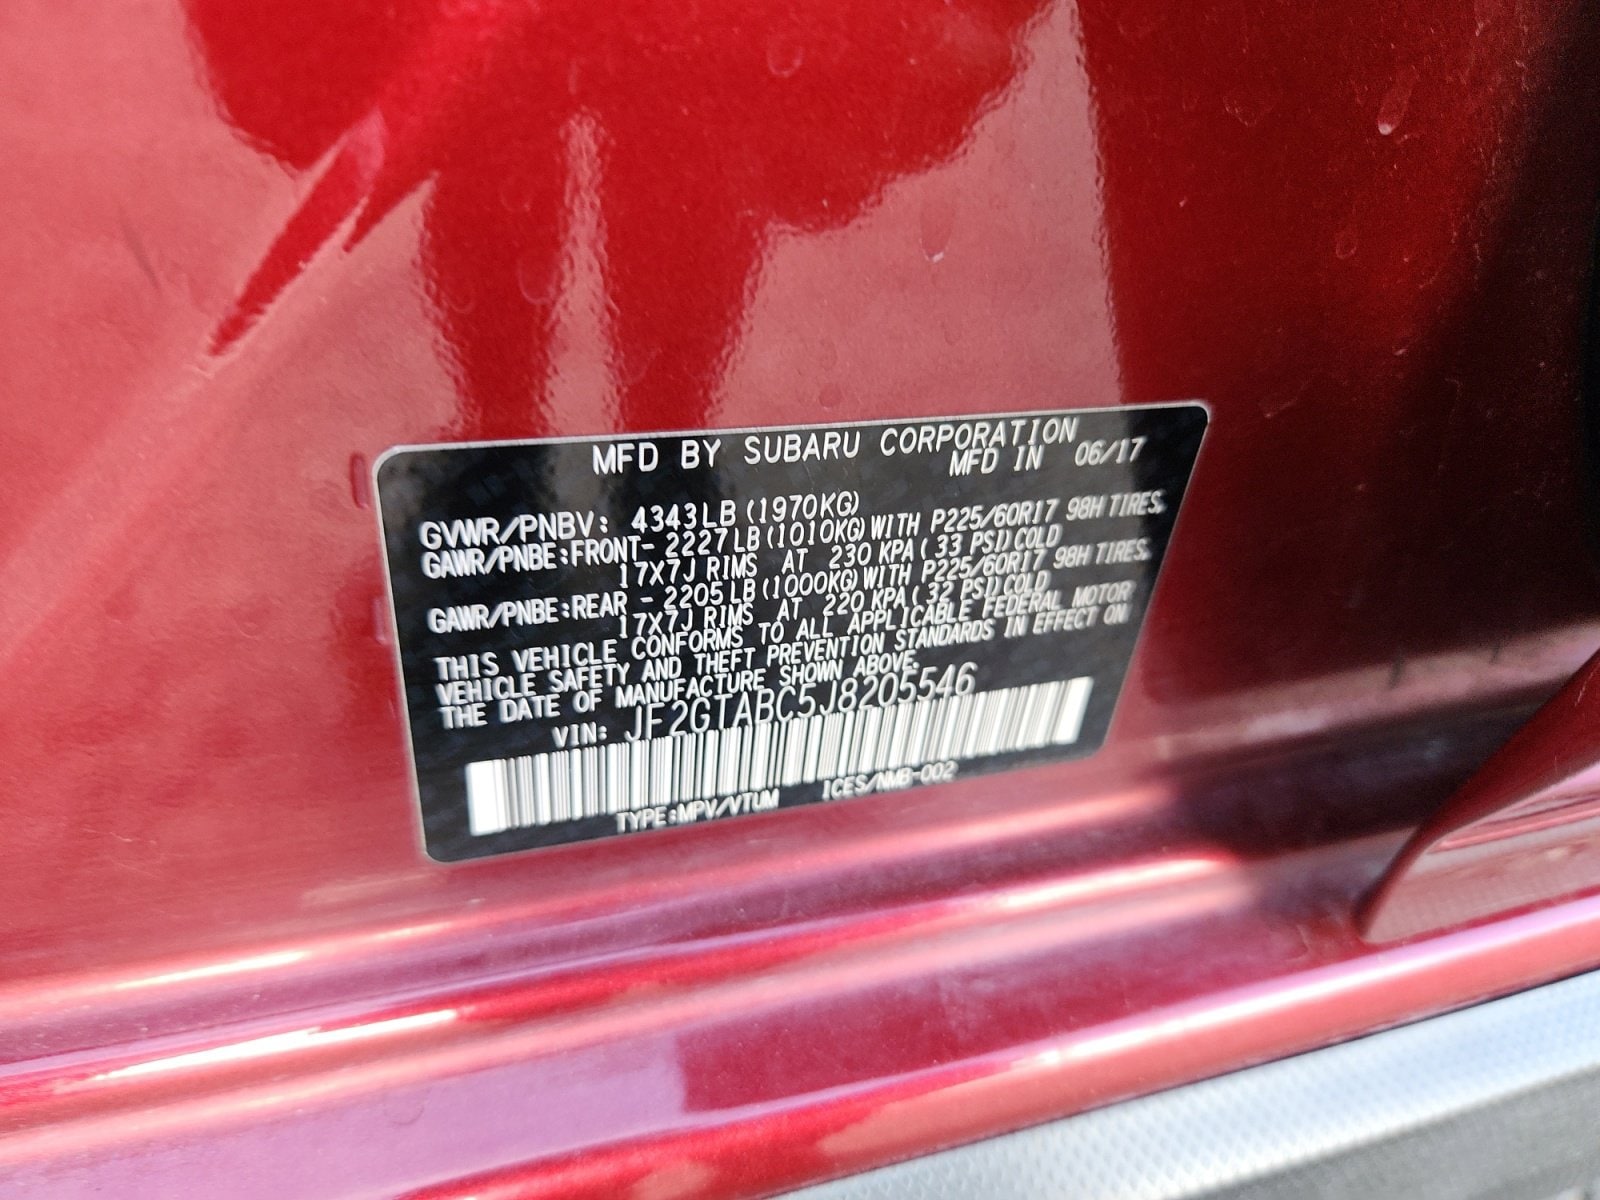 MFD BY SUBARU CORPORATION
MFD IN 06/17
GVWR/PNBV: 4343LB (1970KG)
GAWR/PNBE:FRONT- 2227LB (1010KG) WITH P225/60R17 98H TIRES,
17X7J RIMS AT 230 KPA ( 33 PSI) COLD
GAWR/PNBE:REAR - 2205LB (1000KG) WITH P225/60R17 98H TIRES,
17X7J RIMS AT 220 KPA ( 32 PSI) COLD
THIS VEHICLE CONFORMS TO ALL APPLICABLE FEDERAL MOTOR
VEHICLE SAFETY AND THEFT PREVENTION STANDARDS IN EFFECT ON
THE DATE OF MANUFACTURE SHOWN ABOVE.
VIN: JF2GTABC5J8205546
TYPE:MPV/VTUM ICES/NMB-002